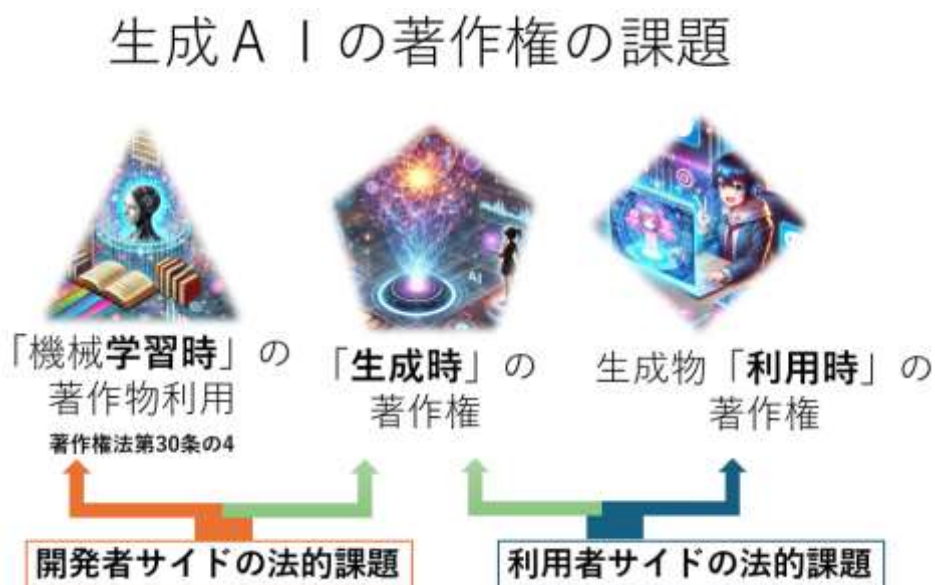 生成ＡＩの著作権の課題
AI
「機械学習時」の
著作物利用
著作権法第30条の4
「生成時」の
著作権
生成物「利用時」の
著作権
開発者サイドの法的課題
利用者サイドの法的課題